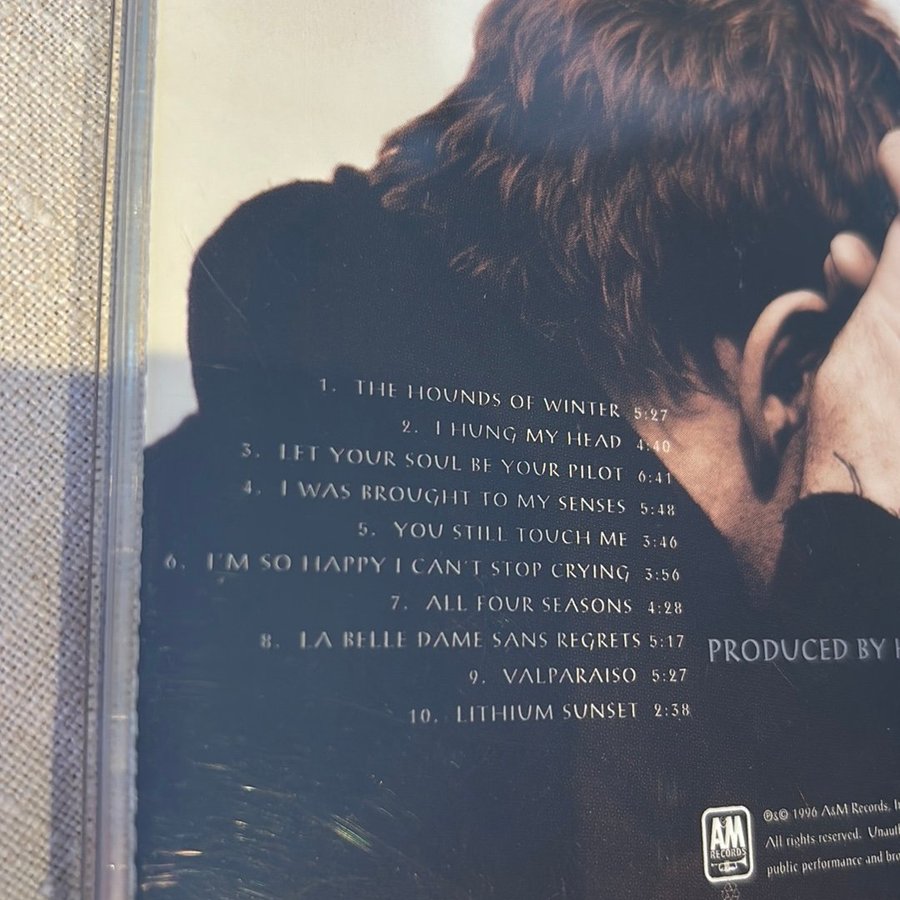 1. THE HOUNDS OF WINTER 5:27
2. I HUNG MY HEAD 4:40
3. LET YOUR SOUL BE YOUR PILOT 6:41
4. I WAS BROUGHT TO MY SENSES 5:48
5. YOU STILL TOUCH ME 3:46
6. I'M SO HAPPY I CAN'T STOP CRYING 3:56
7. ALL FOUR SEASONS 4:28
8. LA BELLE DAME SANS REGRETS 5:17
9. VALPARAISO 5:27
10. LITHIUM SUNSET 2:38
PRODUCED BY
A&M
RECORDS
℗&© 1996 A&M Records,
All rights reserved.
public performance and